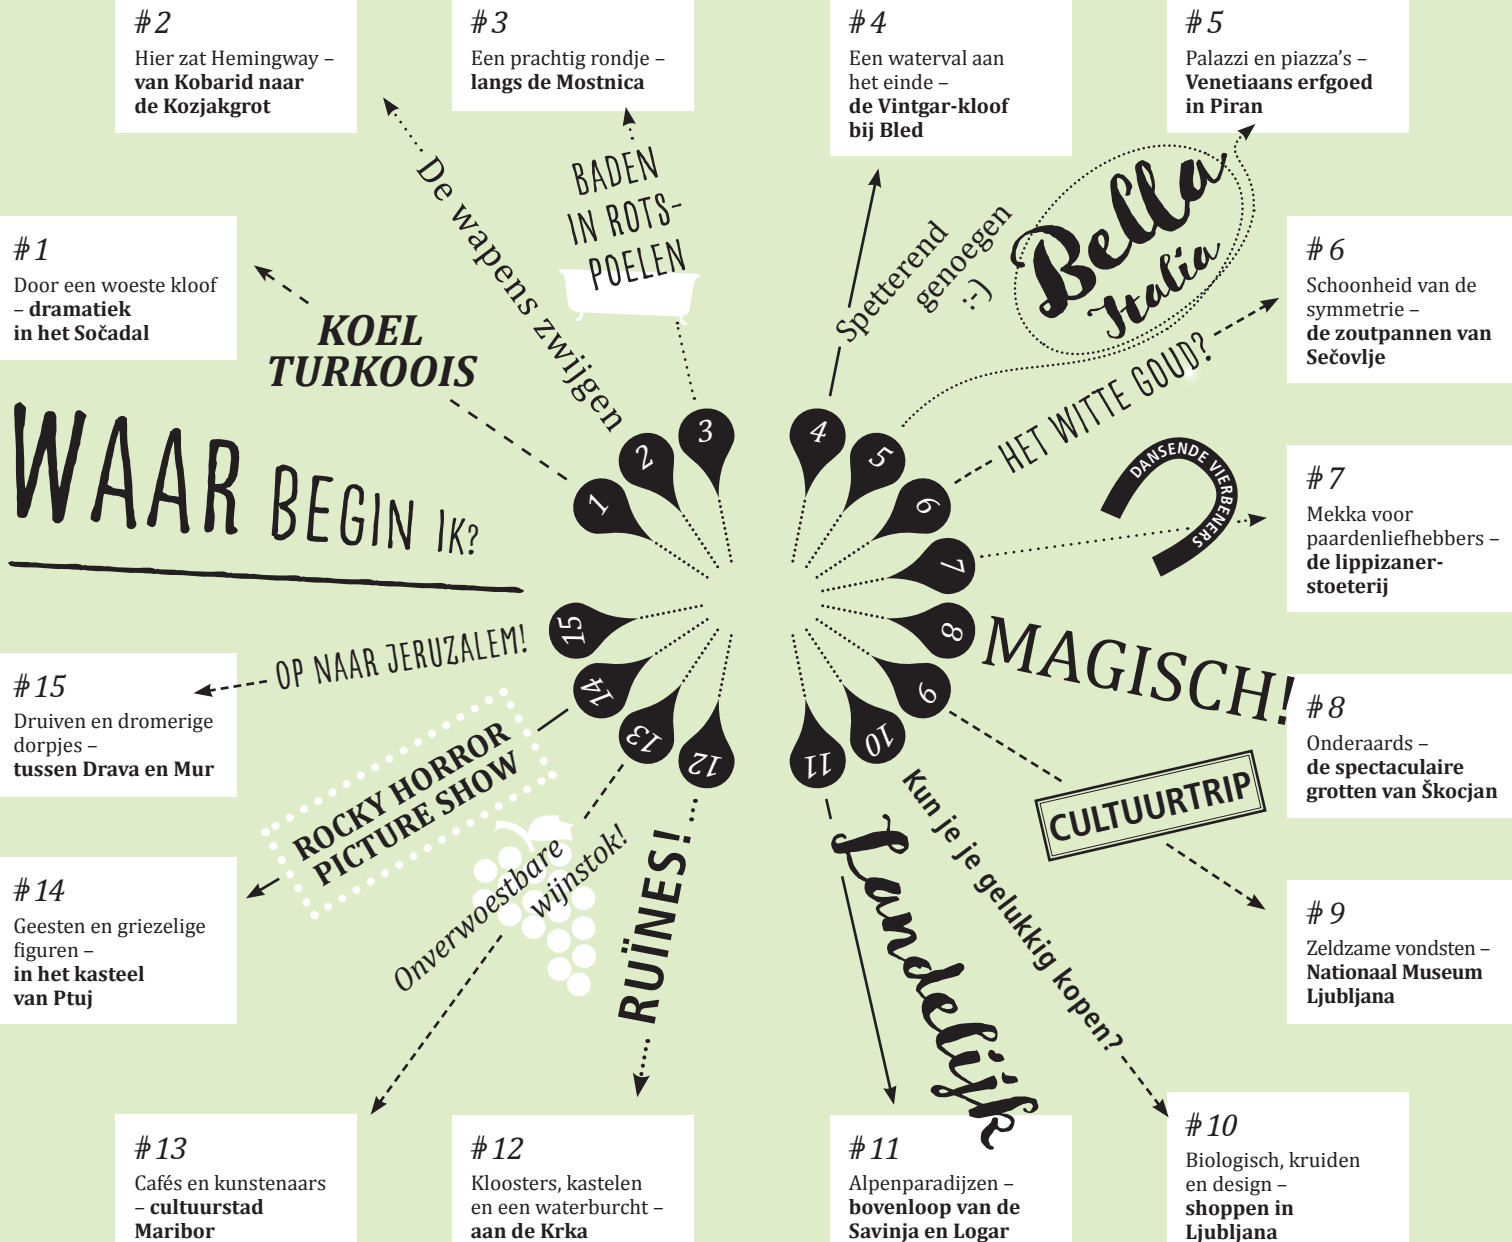 WAAR BEGIN IK?
#1
Door een woeste kloof
– dramatiek
in het Sočadal
KOEL
TURKOOIS
1
#2
Hier zat Hemingway –
van Kobarid naar
de Kozjakgrot
De wapens zwijgen
2
#3
Een prachtig rondje –
langs de Mostnica
BADEN
IN ROTS-
POELEN
3
#4
Een waterval aan
het einde –
de Vintgar-kloof
bij Bled
Spetterend
genoegen
:-)
4
#5
Palazzi en piazza's –
Venetiaans erfgoed
in Piran
Bella
Italia
5
#6
Schoonheid van de
symmetrie –
de zoutpannen van
Sečovlje
HET WITTE GOUD?
6
#7
Mekka voor
paardenliefhebbers –
de lippizaner-
stoeterij
DANSENDE VIERBENERS
7
#8
Onderaards –
de spectaculaire
grotten van Škocjan
MAGISCH!
8
#9
Zeldzame vondsten –
Nationaal Museum
Ljubljana
CULTUURTRIP
9
#10
Biologisch, kruiden
en design –
shoppen in
Ljubljana
Kun je je gelukkig kopen?
10
#11
Alpenparadijzen –
bovenloop van de
Savinja en Logar
Landelijk
11
#12
Kloosters, kastelen
en een waterburcht –
aan de Krka
RUÏNES!
12
#13
Cafés en kunstenaars
– cultuurstad
Maribor
Onverwoestbare
wijnstok!
13
#14
Geesten en griezelige
figuren –
in het kasteel
van Ptuj
ROCKY HORROR
PICTURE SHOW
14
#15
Druiven en dromerige
dorpjes –
tussen Drava en Mur
OP NAAR JERUZALEM!
15